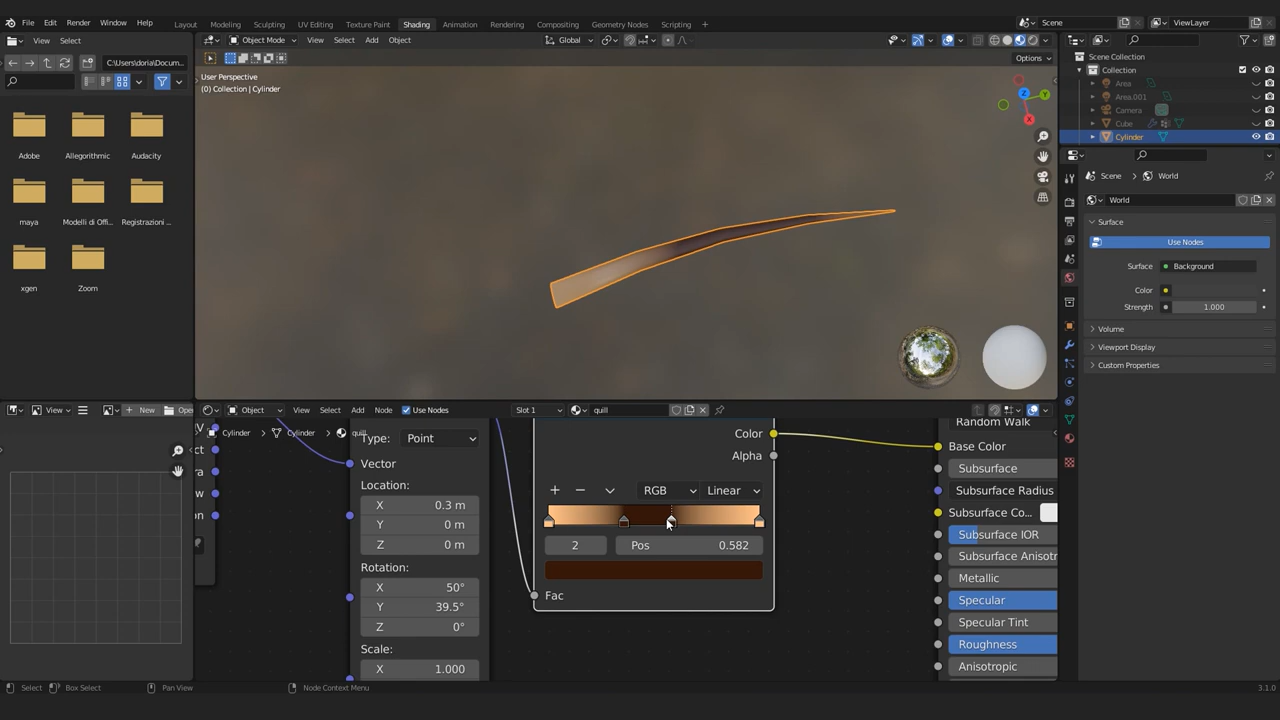 File Edit Render Window Help Layout Modeling Sculpting UV Editing Texture Paint Shading Animation Rendering Compositing Geometry Nodes Scripting + Scene ViewLayer
View Select Object Mode View Select Add Object Global
C:\Users\doria\Docum... Options
User Perspective
(0) Collection | Cylinder
Adobe Allegorithmic Audacity
maya Modelli di Offi... Registrazioni ...
xgen Zoom
Scene Collection
Collection
Area
Area.001
Camera
Cube
Cylinder
Scene > World
World
Surface
Use Nodes
Surface Background
Color
Strength 1.000
Volume
Viewport Display
Custom Properties
View New Open Object View Select Add Node Use Nodes Slot 1 quill
Cylinder > Cylinder > quill
Type: Point
Vector
Location:
X 0.3 m
Y 0 m
Z 0 m
Rotation:
X 50°
Y 39.5°
Z 0°
Scale:
X 1.000
Color
Alpha
RGB Linear
2 Pos 0.582
Fac
Random Walk
Base Color
Subsurface
Subsurface Radius
Subsurface Co...
Subsurface IOR
Subsurface Anisotr
Metallic
Specular
Specular Tint
Roughness
Anisotropic
Select Box Select Pan View Node Context Menu 3.1.0